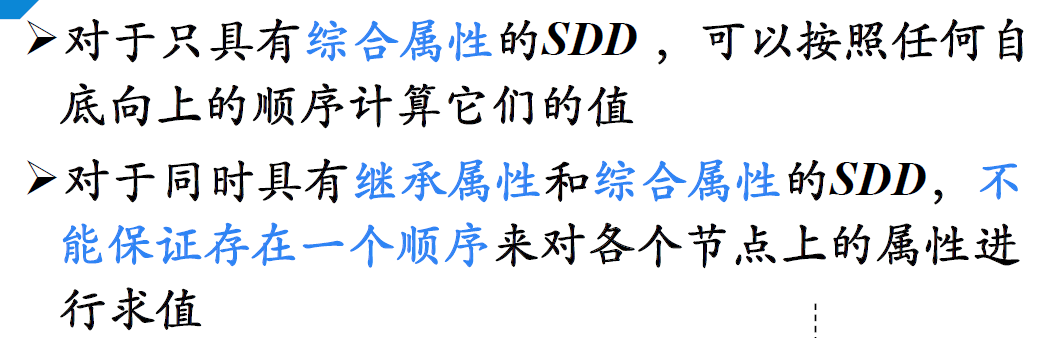 ➢对于只具有综合属性的SDD，可以按照任何自
底向上的顺序计算它们的值
➢对于同时具有继承属性和综合属性的SDD，不
能保证存在一个顺序来对各个节点上的属性进
行求值